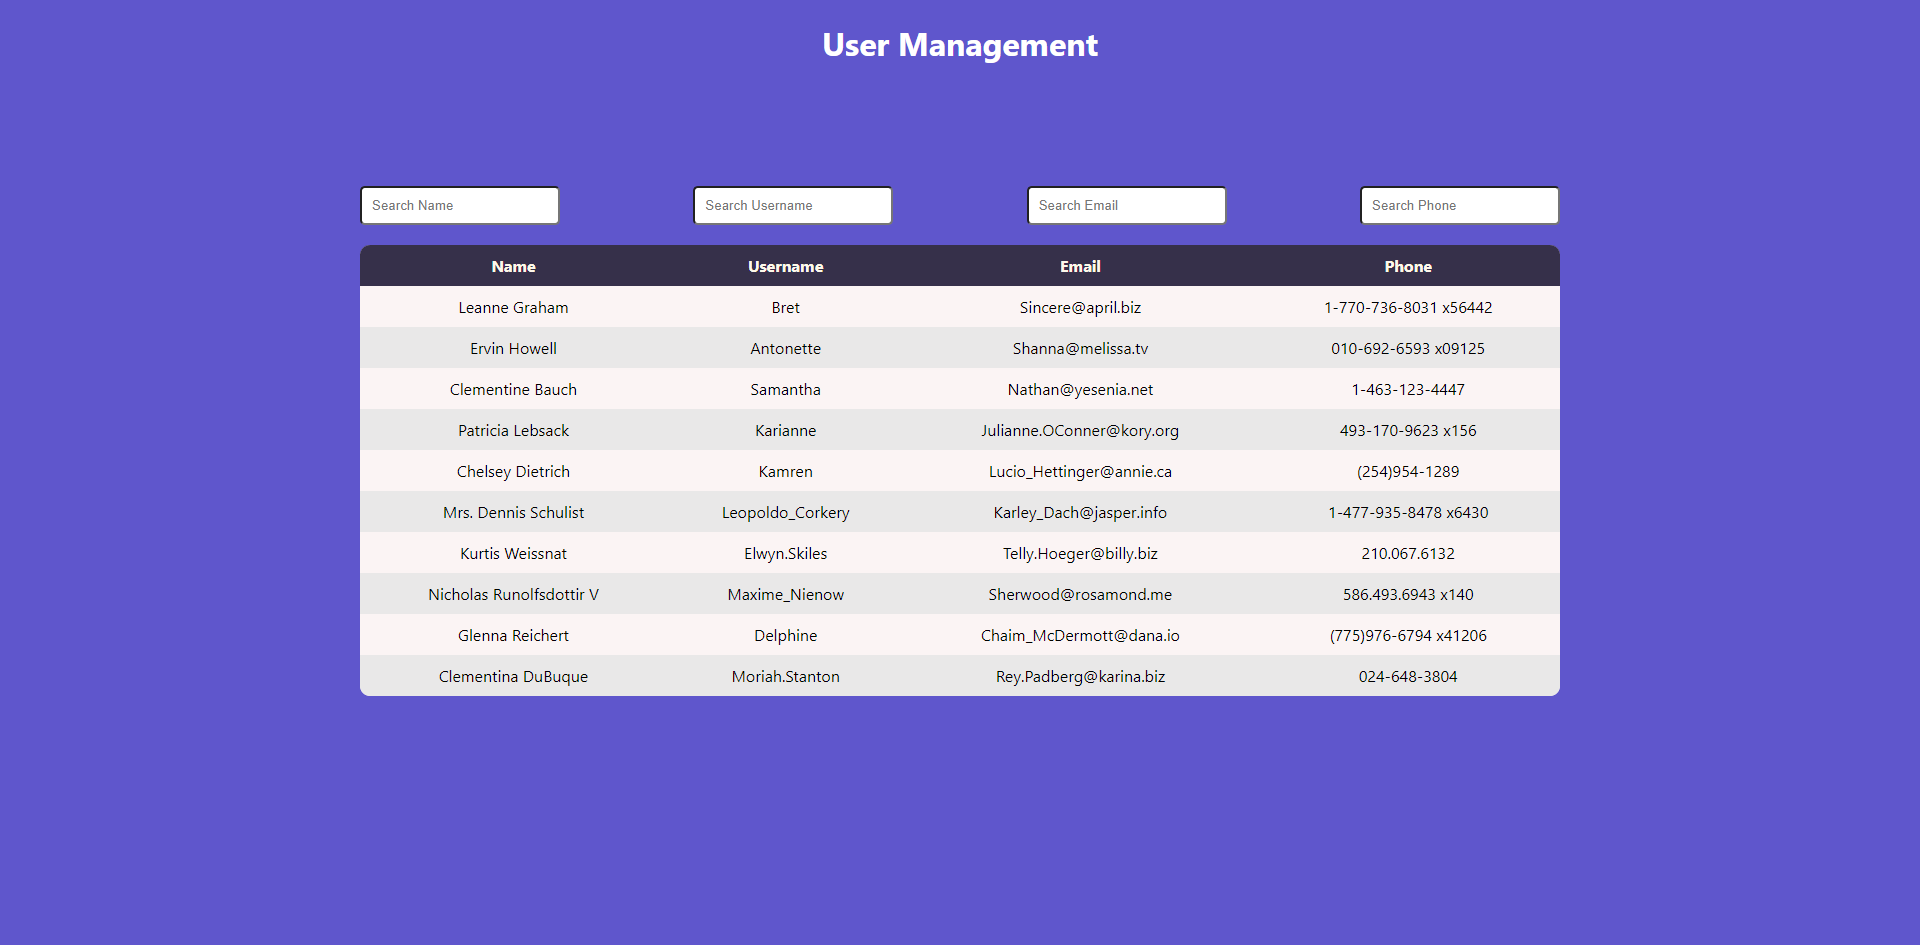 User Management
Search Name Search Username Search Email Search Phone
Name Username Email Phone
Leanne Graham Bret Sincere@april.biz 1-770-736-8031 x56442
Ervin Howell Antonette Shanna@melissa.tv 010-692-6593 x09125
Clementine Bauch Samantha Nathan@yesenia.net 1-463-123-4447
Patricia Lebsack Karianne Julianne.OConner@kory.org 493-170-9623 x156
Chelsey Dietrich Kamren Lucio_Hettinger@annie.ca (254)954-1289
Mrs. Dennis Schulist Leopoldo_Corkery Karley_Dach@jasper.info 1-477-935-8478 x6430
Kurtis Weissnat Elwyn.Skiles Telly.Hoeger@billy.biz 210.067.6132
Nicholas Runolfsdottir V Maxime_Nienow Sherwood@rosamond.me 586.493.6943 x140
Glenna Reichert Delphine Chaim_McDermott@dana.io (775)976-6794 x41206
Clementina DuBuque Moriah.Stanton Rey.Padberg@karina.biz 024-648-3804